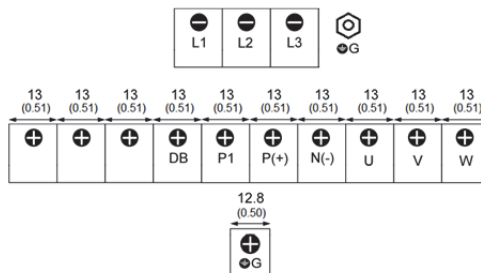 L1 L2 L3
G
13 13 13 13 13 13 13 13 13 13
(0.51) (0.51) (0.51) (0.51) (0.51) (0.51) (0.51) (0.51) (0.51) (0.51)
DB P1 P(+) N(-) U V W
12.8
(0.50)
G